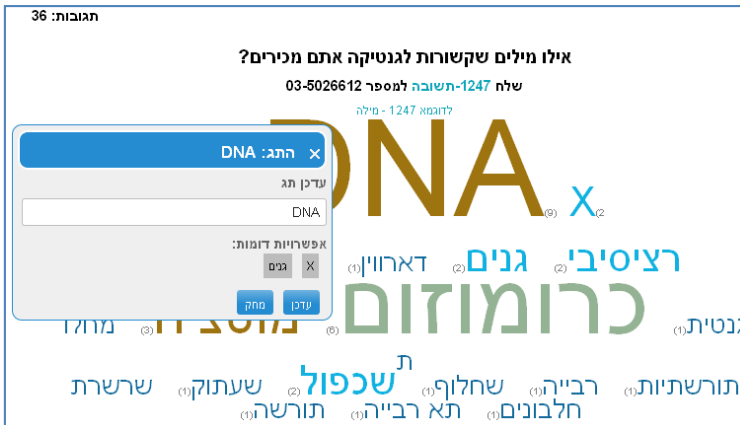 תגובות: 36
אילו מילים שקשורות לגנטיקה אתם מכירים?
שלח 1247-תשובה למספר 03-5026612
לדוגמא 1247 - מילה
DNA (9) X (2
התג: DNA ×
עדכן תג
DNA
אפשרויות דומות:
X גנים
עדכן מחק
רציסיבי (2) גנים (2) דארווין (1)
נטית (1) כרומוזום (6) מוטציה (3) מחלו
ת
תורשתיות (1) רבייה (1) שחלוף (1) שכפול (2) שעתוק (1) שרשרת
חלבונים (1) תא רבייה (1) תורשה (1)